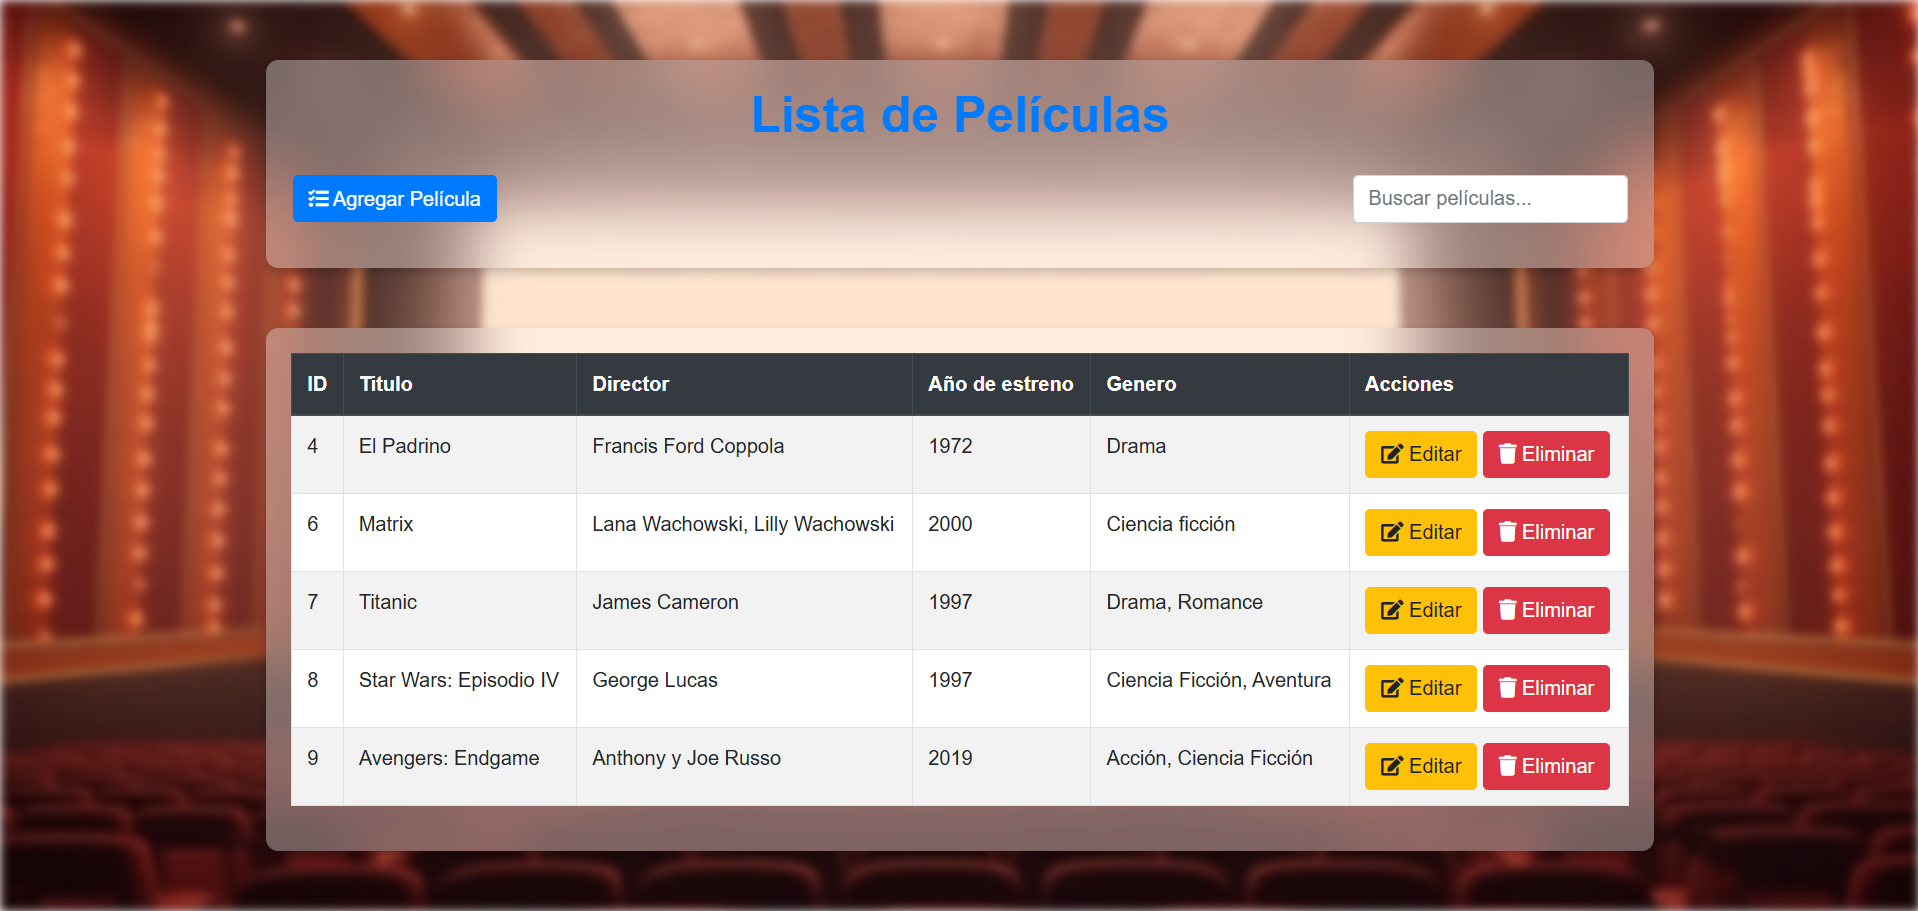 Lista de Películas
Agregar Película
Buscar películas...
ID Titulo Director Año de estreno Genero Acciones
4 El Padrino Francis Ford Coppola 1972 Drama Editar Eliminar
6 Matrix Lana Wachowski, Lilly Wachowski 2000 Ciencia ficción Editar Eliminar
7 Titanic James Cameron 1997 Drama, Romance Editar Eliminar
8 Star Wars: Episodio IV George Lucas 1997 Ciencia Ficción, Aventura Editar Eliminar
9 Avengers: Endgame Anthony y Joe Russo 2019 Acción, Ciencia Ficción Editar Eliminar